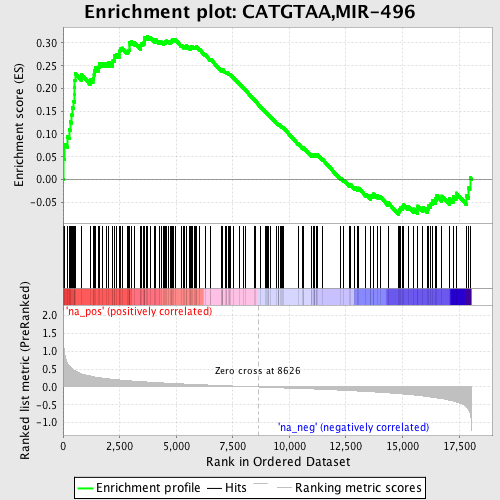 Enrichment plot: CATGTAA,MIR-496
Enrichment score (ES)
0.30
0.25
0.20
0.15
0.10
0.05
0.00
-0.05
'na_pos' (positively correlated)
Ranked list metric (PreRanked)
2.0
1.5
1.0
0.5
0.0
-0.5
-1.0
Zero cross at 8626
'na_neg' (negatively correlated)
0
2,500
5,000
7,500
10,000
12,500
15,000
17,500
Rank in Ordered Dataset
Enrichment profile
Hits
Ranking metric scores